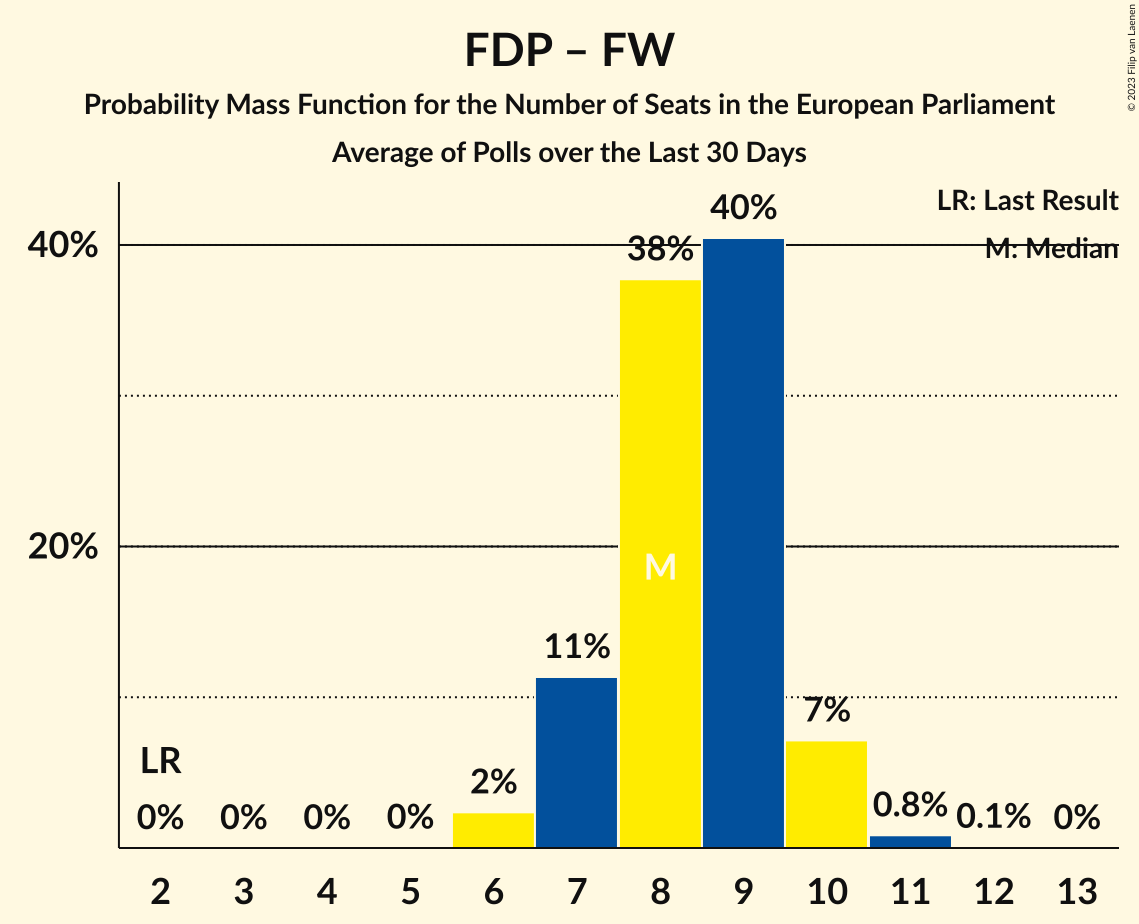 FDP – FW
Probability Mass Function for the Number of Seats in the European Parliament
Average of Polls over the Last 30 Days
© 2023 Filip van Laenen
LR: Last Result
M: Median
40%
20%
LR
0%
0%
0%
0%
2%
11%
38%
M
40%
7%
0.8%
0.1%
0%
2 3 4 5 6 7 8 9 10 11 12 13